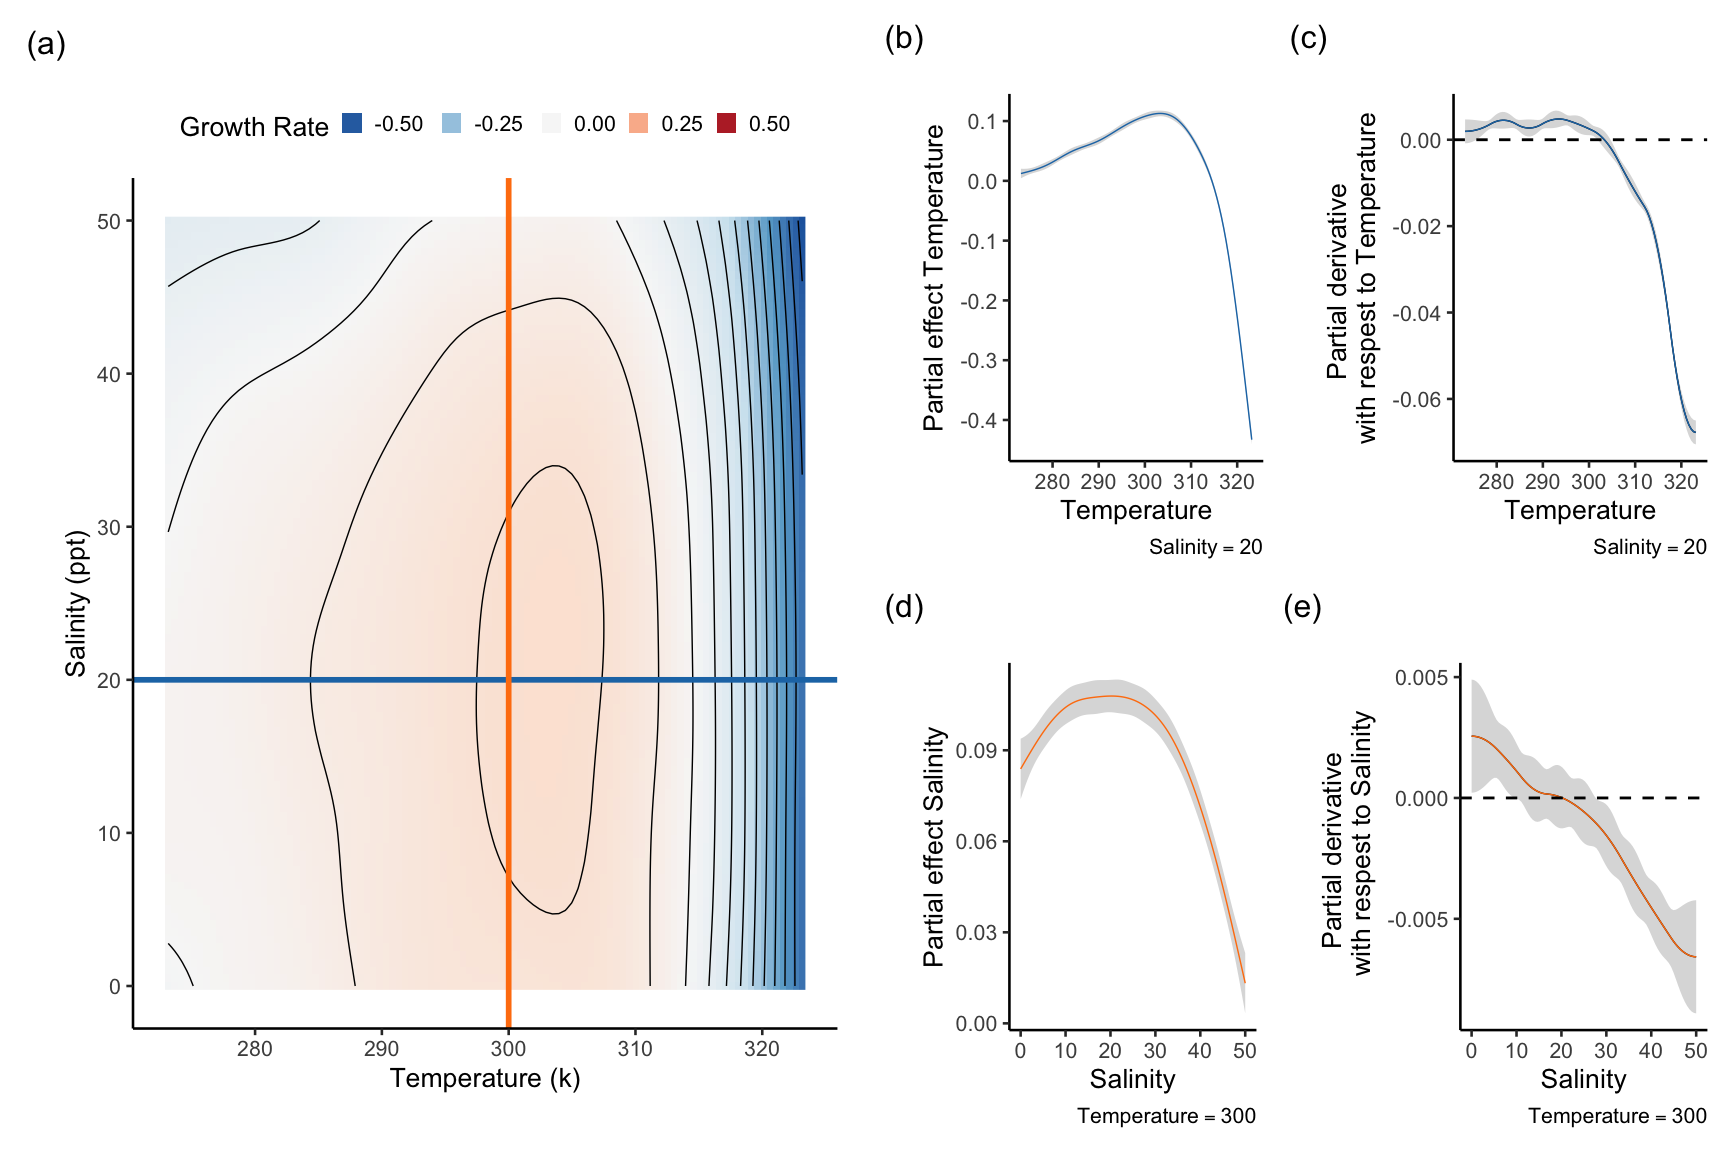 (a)
Growth Rate -0.50 -0.25 0.00 0.25 0.50
Salinity (ppt)
50
40
30
20
10
0
280 290 300 310 320
Temperature (k)
(b)
Partial effect Temperature
0.1
0.0
-0.1
-0.2
-0.3
-0.4
280 290 300 310 320
Temperature
Salinity = 20
(c)
Partial derivative
with respest to Temperature
0.00
-0.02
-0.04
-0.06
280 290 300 310 320
Temperature
Salinity = 20
(d)
Partial effect Salinity
0.09
0.06
0.03
0.00
0 10 20 30 40 50
Salinity
Temperature = 300
(e)
Partial derivative
with respest to Salinity
0.005
0.000
-0.005
0 10 20 30 40 50
Salinity
Temperature = 300